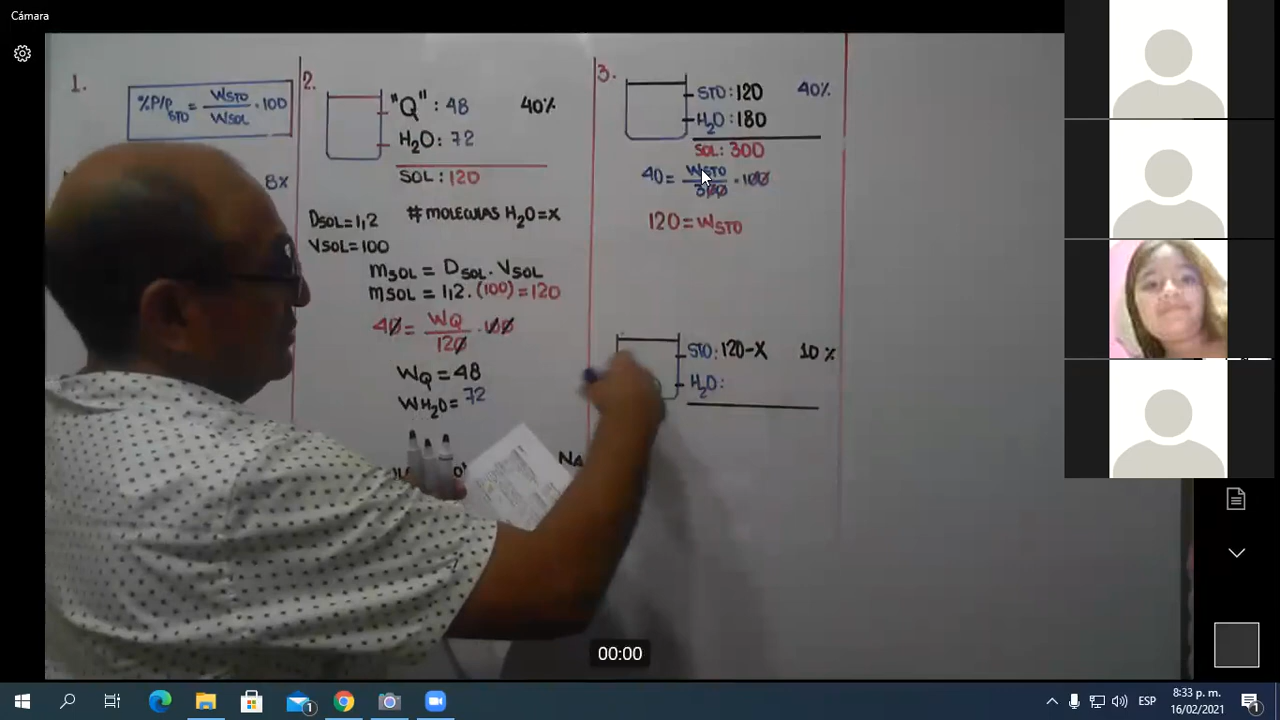 Cámara
1.
%P/P STO = WSTO/WSOL · 100
8%
2.
"Q" : 48 40%
H2O: 72
SOL: 120
DSOL=1,2 # MOLECULAS H2O=X
VSOL=100
mSOL = DSOL . VSOL
mSOL = 1,2 . (100) = 120
40 = WQ/120 · 100
WQ = 48
WH2O= 72
NA
3.
STO: 120 40%
H2O: 180
SOL: 300
40= WSTO/300 · 100
120 = WSTO
STO: 120-X 10%
H2O:
00:00
ESP
8:33 p. m.
16/02/2021
1
1